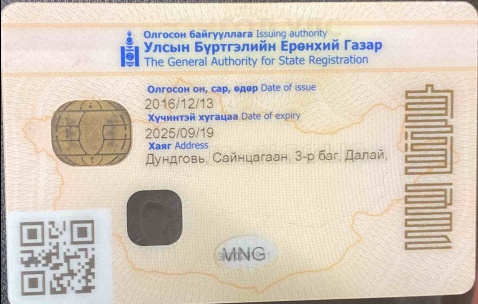 Олгосон байгууллага Issuing authority
Улсын Бүртгэлийн Ерөнхий Газар
The General Authority for State Registration
Олгосон он, сар, өдөр Date of issue
2016/12/13
Хүчинтэй хугацаа Date of expiry
2025/09/19
Хаяг Address
Дундговь, Сайнцагаан, 3-р баг, Далай,
MNG